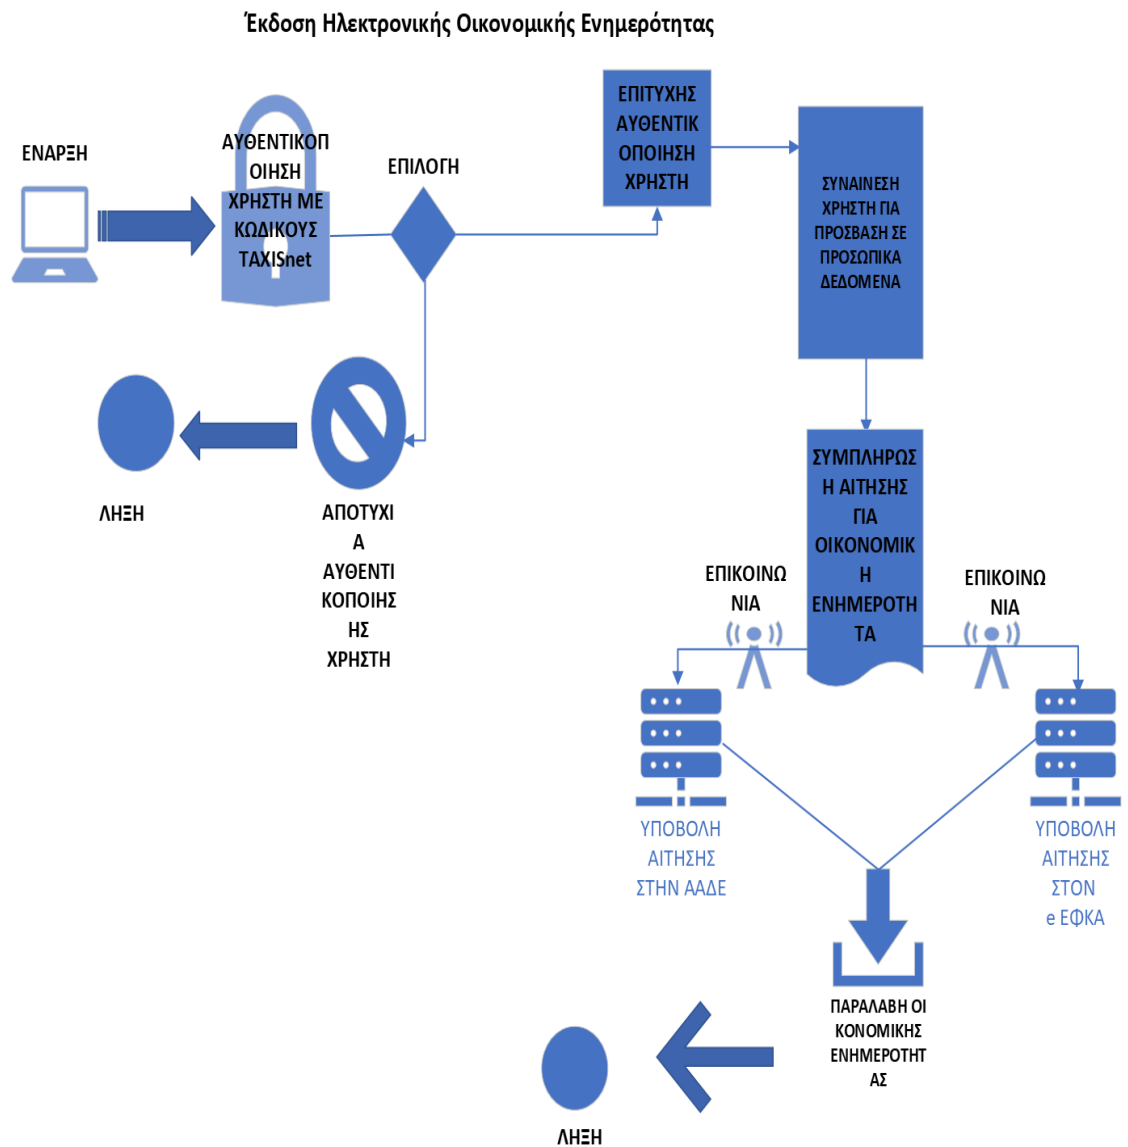 Έκδοση Ηλεκτρονικής Οικονομικής Ενημερότητας
ΕΝΑΡΞΗ
ΑΥΘΕΝΤΙΚΟΠ
ΟΙΗΣΗ
ΧΡΗΣΤΗ ΜΕ
ΚΩΔΙΚΟΥΣ
TAXISnet
ΕΠΙΛΟΓΗ
ΕΠΙΤΥΧΗΣ
ΑΥΘΕΝΤΙΚ
ΟΠΟΙΗΣΗ
ΧΡΗΣΤΗ
ΣΥΝΑΙΝΕΣΗ
ΧΡΗΣΤΗ ΓΙΑ
ΠΡΟΣΒΑΣΗ ΣΕ
ΠΡΟΣΩΠΙΚΑ
ΔΕΔΟΜΕΝΑ
ΛΗΞΗ
ΑΠΟΤΥΧΙ
Α
ΑΥΘΕΝΤΙ
ΚΟΠΟΙΗΣ
ΗΣ
ΧΡΗΣΤΗ
ΣΥΜΠΛΗΡΩΣ
Η ΑΙΤΗΣΗΣ
ΓΙΑ
ΟΙΚΟΝΟΜΙΚ
Η
ΕΝΗΜΕΡΟΤΗ
ΤΑ
ΕΠΙΚΟΙΝΩ
ΝΙΑ
ΕΠΙΚΟΙΝΩ
ΝΙΑ
ΥΠΟΒΟΛΗ
ΑΙΤΗΣΗΣ
ΣΤΗΝ ΑΑΔΕ
ΥΠΟΒΟΛΗ
ΑΙΤΗΣΗΣ
ΣΤΟΝ
e ΕΦΚΑ
ΠΑΡΑΛΑΒΗ ΟΙ
ΚΟΝΟΜΙΚΗΣ
ΕΝΗΜΕΡΟΤΗΤ
ΑΣ
ΛΗΞΗ